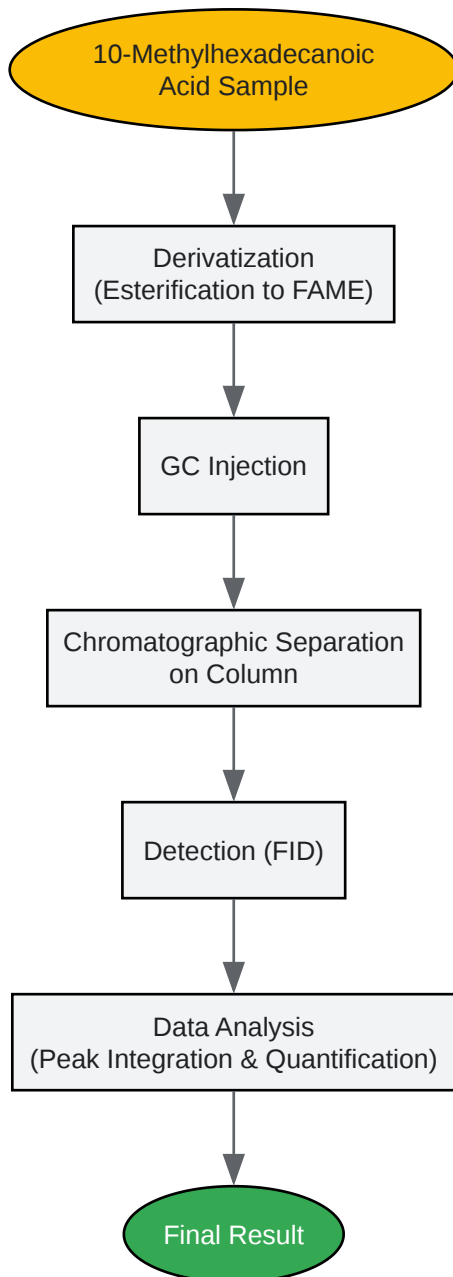 10-Methylhexadecanoic
Acid Sample
Derivatization
(Esterification to FAME)
GC Injection
Chromatographic Separation
on Column
Detection (FID)
Data Analysis
(Peak Integration & Quantification)
Final Result